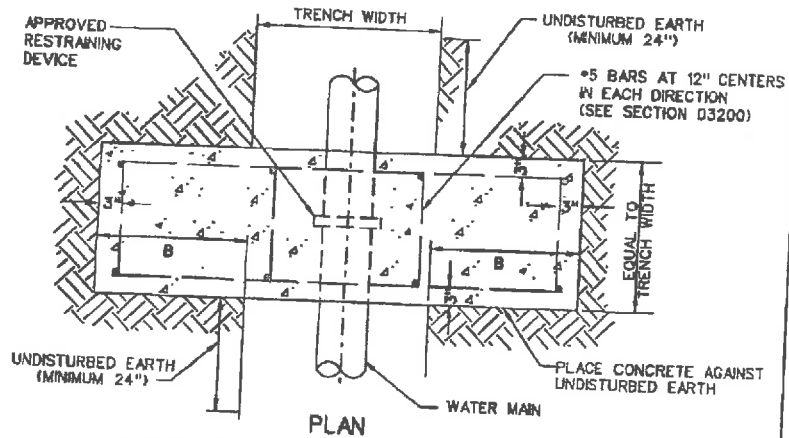 APPROVED
RESTRAINING
DEVICE
TRENCH WIDTH
UNDISTURBED EARTH
(MINIMUM 24")
#5 BARS AT 12" CENTERS
IN EACH DIRECTION
(SEE SECTION 03200)
3"
3"
3"
B
B
3"
EQUAL TO
TRENCH WIDTH
UNDISTURBED EARTH
(MINIMUM 24")
PLACE CONCRETE AGAINST
UNDISTURBED EARTH
WATER MAIN
PLAN